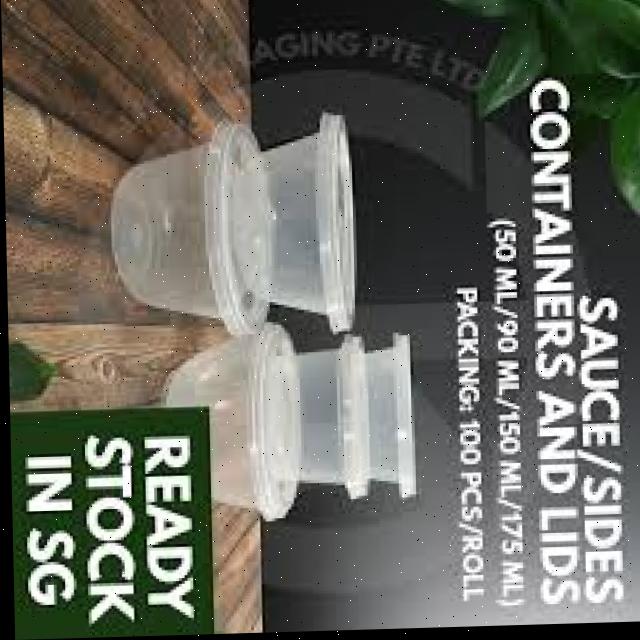 SAUCE/SIDES
CONTAINERS AND LIDS
(50 ML/90 ML/150 ML/175 ML)
PACKING: 100 PCS/ROLL
AGING PTE LTD
READY
STOCK
IN SG